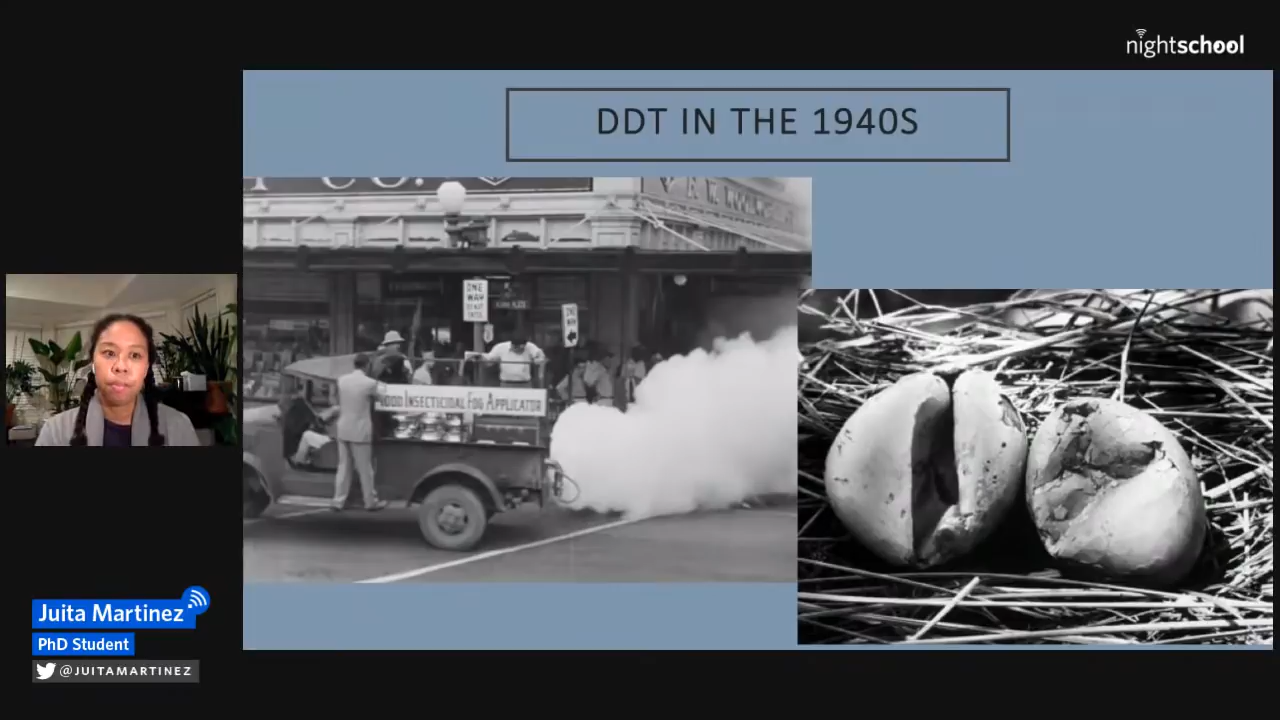 nightschool
DDT IN THE 1940S
CO.
ONE
WAY
DO NOT
ENTER
ONE
WAY
INSECTICIDAL FOG APPLICATOR
Juita Martinez
PhD Student
@JUITAMARTINEZ